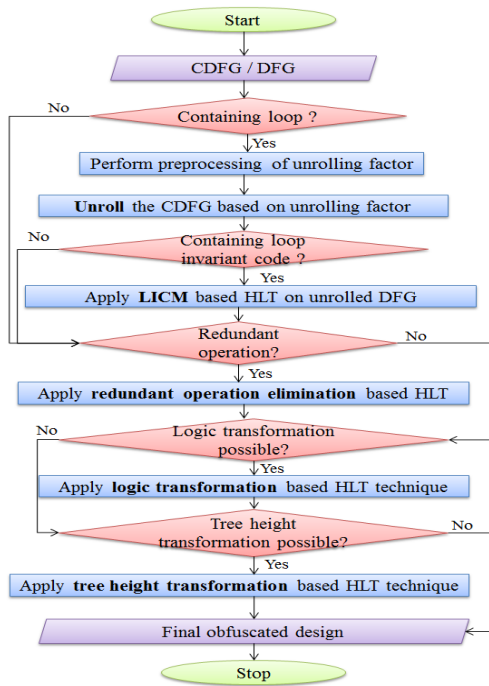 Start
CDFG / DFG
No
Containing loop ?
Yes
Perform preprocessing of unrolling factor
Unroll the CDFG based on unrolling factor
No
Containing loop
invariant code ?
Yes
Apply LICM based HLT on unrolled DFG
Redundant
operation?
No
Yes
Apply redundant operation elimination based HLT
No
Logic transformation
possible?
Yes
Apply logic transformation based HLT technique
Tree height
transformation possible?
No
Yes
Apply tree height transformation based HLT technique
Final obfuscated design
Stop